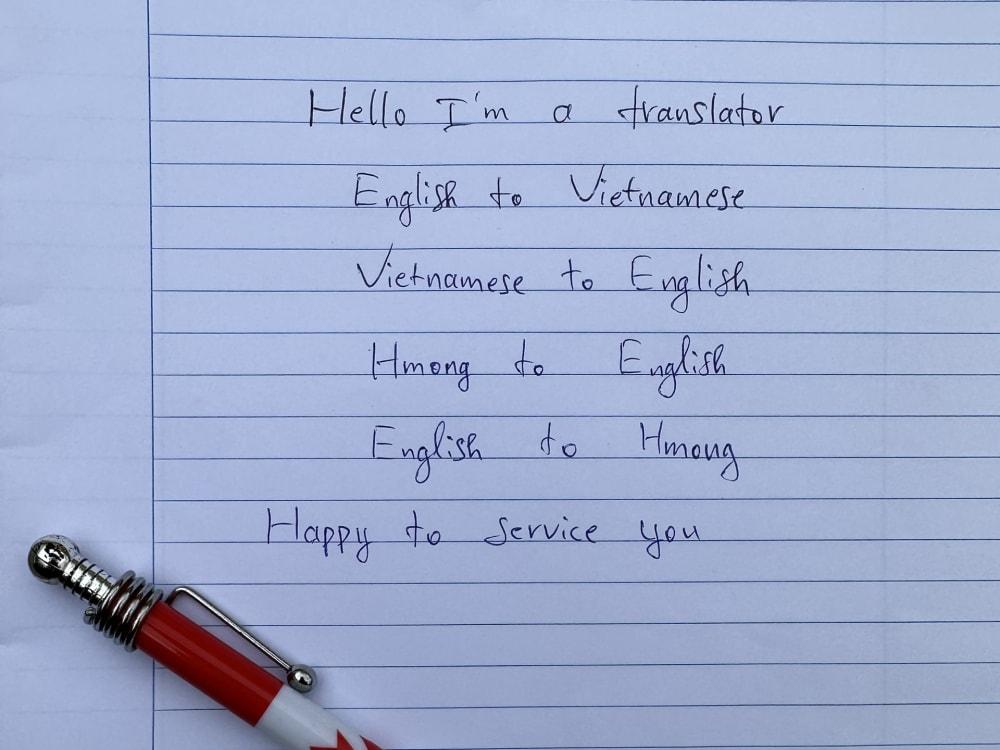 Hello I'm a translator
English to Vietnamese
Vietnamese to English
Hmong to English
English to Hmong
Happy to service you